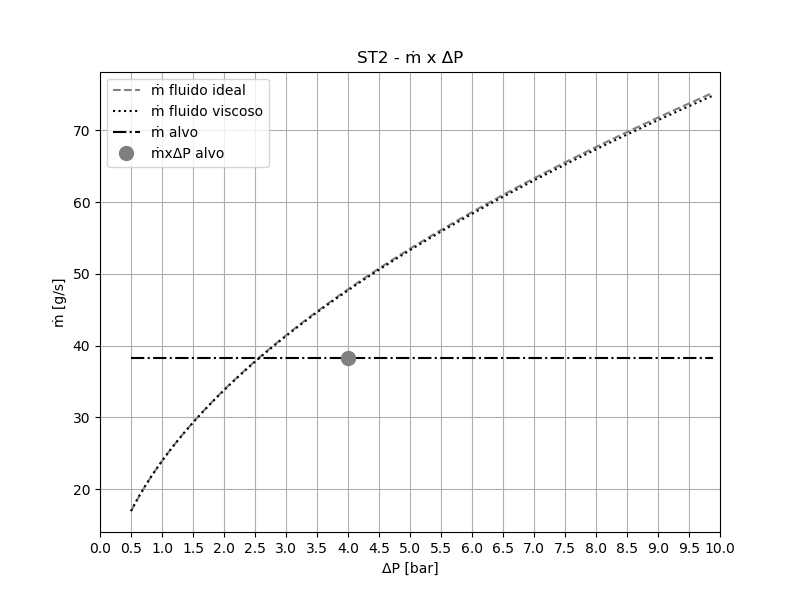 ST2 - ṁ x ΔP
ṁ fluido ideal
ṁ fluido viscoso
ṁ alvo
ṁxΔP alvo
70
60
50
40
30
20
ṁ [g/s]
0.0 0.5 1.0 1.5 2.0 2.5 3.0 3.5 4.0 4.5 5.0 5.5 6.0 6.5 7.0 7.5 8.0 8.5 9.0 9.5 10.0
ΔP [bar]